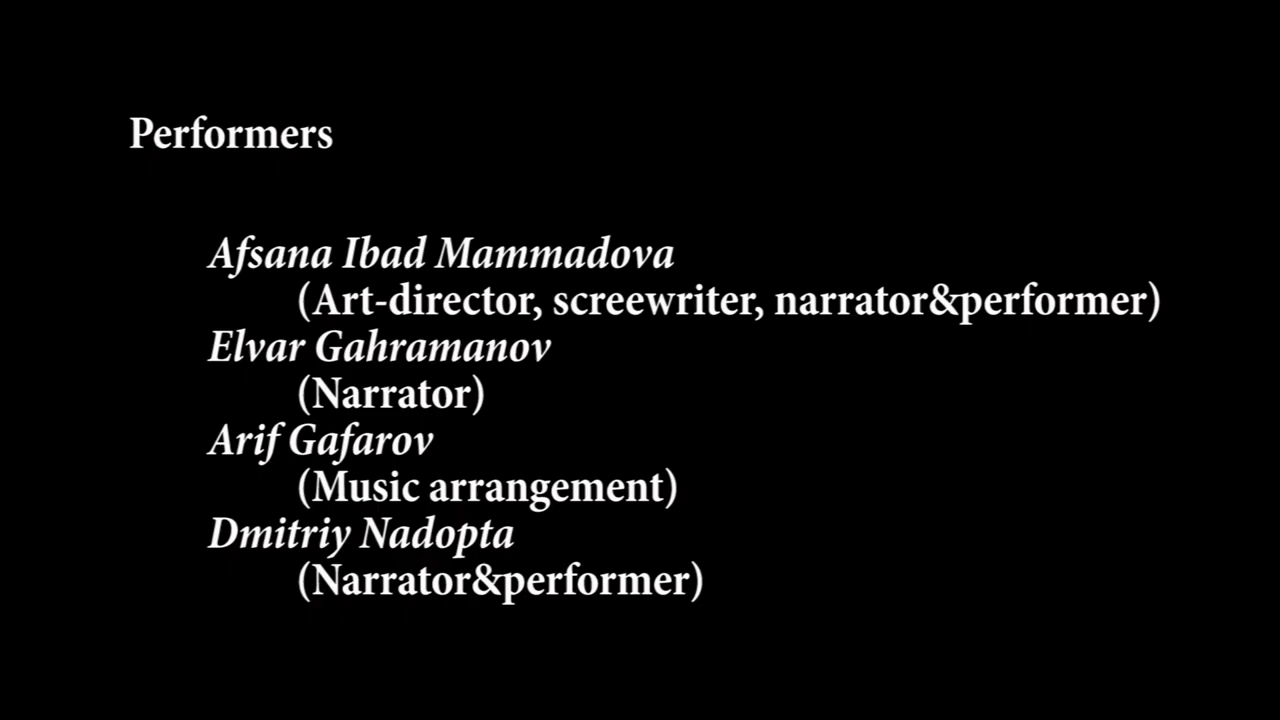 Performers
Afsana Ibad Mammadova
(Art-director, screewriter, narrator&performer)
Elvar Gahramanov
(Narrator)
Arif Gafarov
(Music arrangement)
Dmitriy Nadopta
(Narrator&performer)